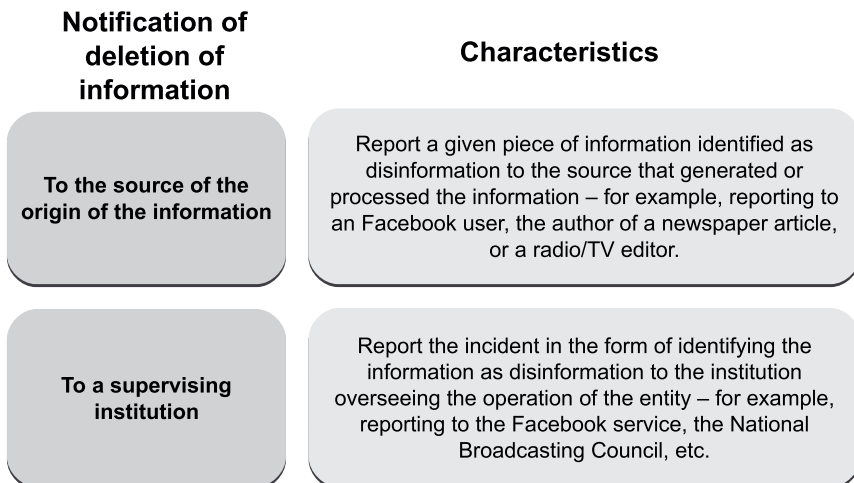 Notification of
deletion of
information
Characteristics
To the source of the
origin of the information
Report a given piece of information identified as
disinformation to the source that generated or
processed the information – for example, reporting to
an Facebook user, the author of a newspaper article,
or a radio/TV editor.
To a supervising
institution
Report the incident in the form of identifying the
information as disinformation to the institution
overseeing the operation of the entity – for example,
reporting to the Facebook service, the National
Broadcasting Council, etc.